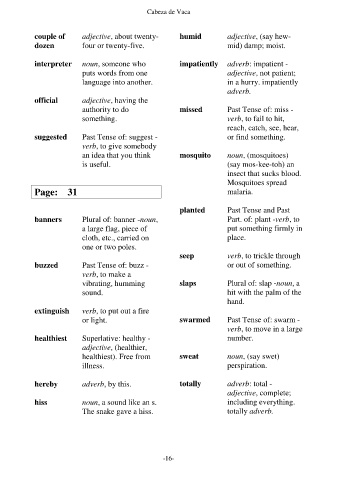 Cabeza de Vaca
couple of dozen adjective, about twenty-
four or twenty-five.
interpreter noun, someone who
puts words from one
language into another.
official adjective, having the
authority to do
something.
suggested Past Tense of: suggest -
verb, to give somebody
an idea that you think
is useful.
Page: 31
banners Plural of: banner -noun,
a large flag, piece of
cloth, etc., carried on
one or two poles.
buzzed Past Tense of: buzz -
verb, to make a
vibrating, humming
sound.
extinguish verb, to put out a fire
or light.
healthiest Superlative: healthy -
adjective, (healthier,
healthiest). Free from
illness.
hereby adverb, by this.
hiss noun, a sound like an s.
The snake gave a hiss.
humid adjective, (say hew-
mid) damp; moist.
impatiently adverb: impatient -
adjective, not patient;
in a hurry. impatiently
adverb.
missed Past Tense of: miss -
verb, to fail to hit,
reach, catch, see, hear,
or find something.
mosquito noun, (mosquitoes)
(say mos-kee-toh) an
insect that sucks blood.
Mosquitoes spread
malaria.
planted Past Tense and Past
Part. of: plant -verb, to
put something firmly in
place.
seep verb, to trickle through
or out of something.
slaps Plural of: slap -noun, a
hit with the palm of the
hand.
swarmed Past Tense of: swarm -
verb, to move in a large
number.
sweat noun, (say swet)
perspiration.
totally adverb: total -
adjective, complete;
including everything.
totally adverb.
-16-